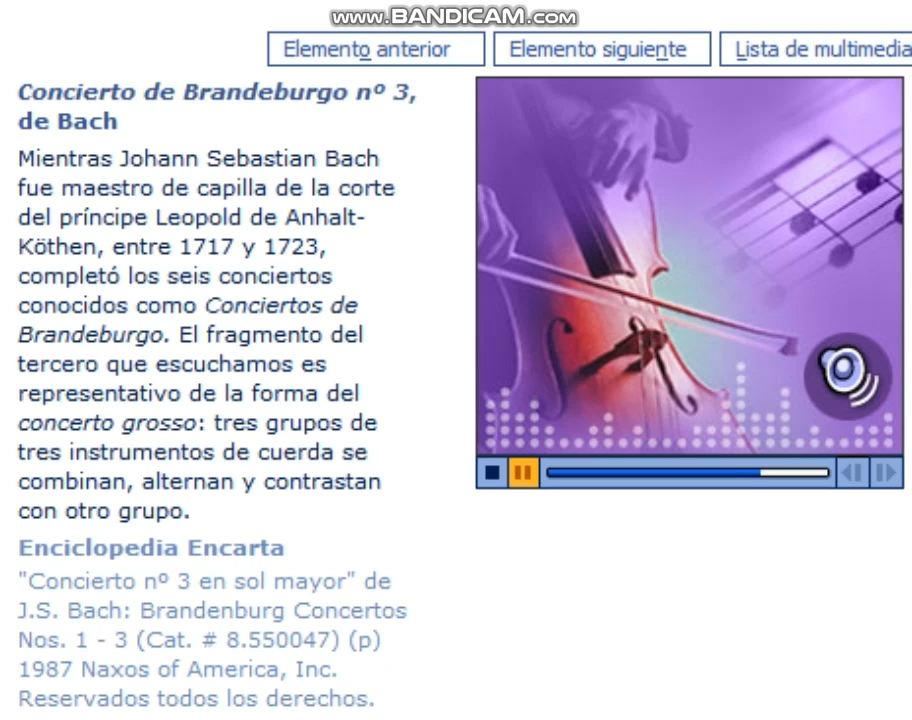 www.BANDICAM.com
Elemento anterior
Elemento siguiente
Lista de multimedia
Concierto de Brandeburgo nº 3,
de Bach
Mientras Johann Sebastian Bach
fue maestro de capilla de la corte
del príncipe Leopold de Anhalt-
Köthen, entre 1717 y 1723,
completó los seis conciertos
conocidos como Conciertos de
Brandeburgo. El fragmento del
tercero que escuchamos es
representativo de la forma del
concerto grosso: tres grupos de
tres instrumentos de cuerda se
combinan, alternan y contrastan
con otro grupo.
Enciclopedia Encarta
"Concierto nº 3 en sol mayor" de
J.S. Bach: Brandenburg Concertos
Nos. 1 - 3 (Cat. # 8.550047) (p)
1987 Naxos of America, Inc.
Reservados todos los derechos.